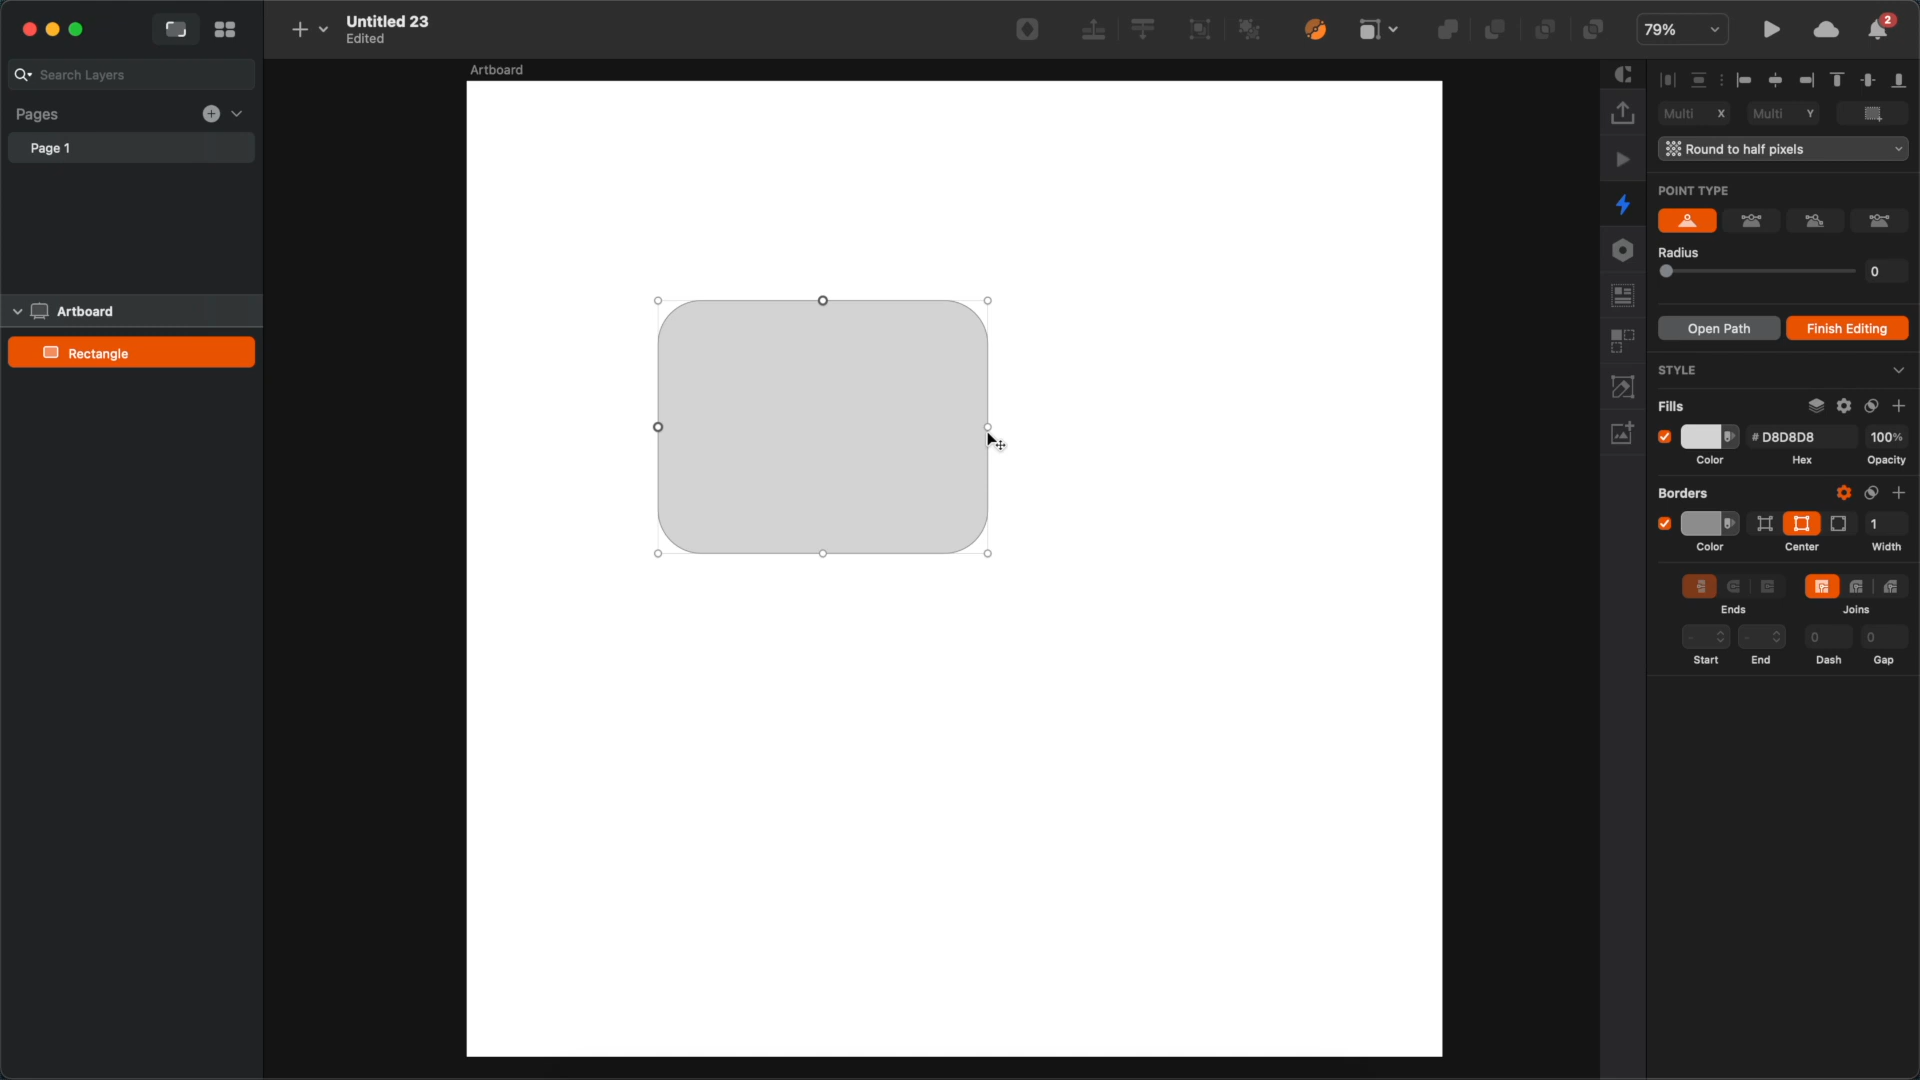 Untitled 23
Edited
79%
2
Search Layers
Pages
Page 1
Artboard
Rectangle
Artboard
Multi X Multi Y
Round to half pixels
POINT TYPE
Radius
0
Open Path Finish Editing
STYLE
Fills
# D8D8D8 100%
Color Hex Opacity
Borders
1
Color Center Width
Ends Joins
- - 0 0
Start End Dash Gap